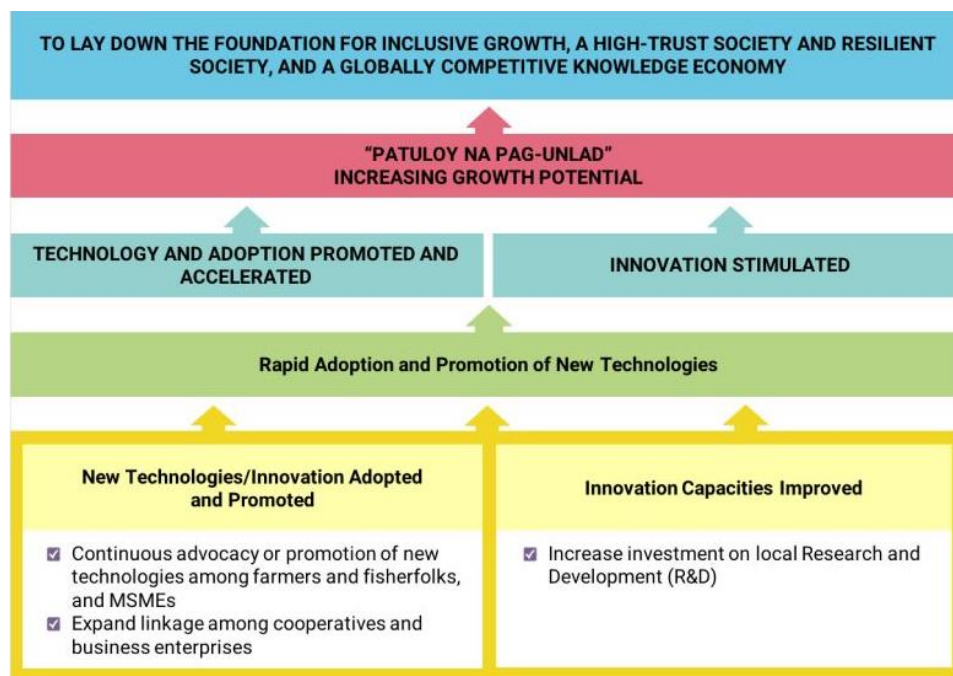 TO LAY DOWN THE FOUNDATION FOR INCLUSIVE GROWTH, A HIGH-TRUST SOCIETY AND RESILIENT
SOCIETY, AND A GLOBALLY COMPETITIVE KNOWLEDGE ECONOMY
“PATULOY NA PAG-UNLAD”
INCREASING GROWTH POTENTIAL
TECHNOLOGY AND ADOPTION PROMOTED AND
ACCELERATED
INNOVATION STIMULATED
Rapid Adoption and Promotion of New Technologies
New Technologies/Innovation Adopted
and Promoted
Continuous advocacy or promotion of new
technologies among farmers and fisherfolks,
and MSMEs
Expand linkage among cooperatives and
business enterprises
Innovation Capacities Improved
Increase investment on local Research and
Development (R&D)